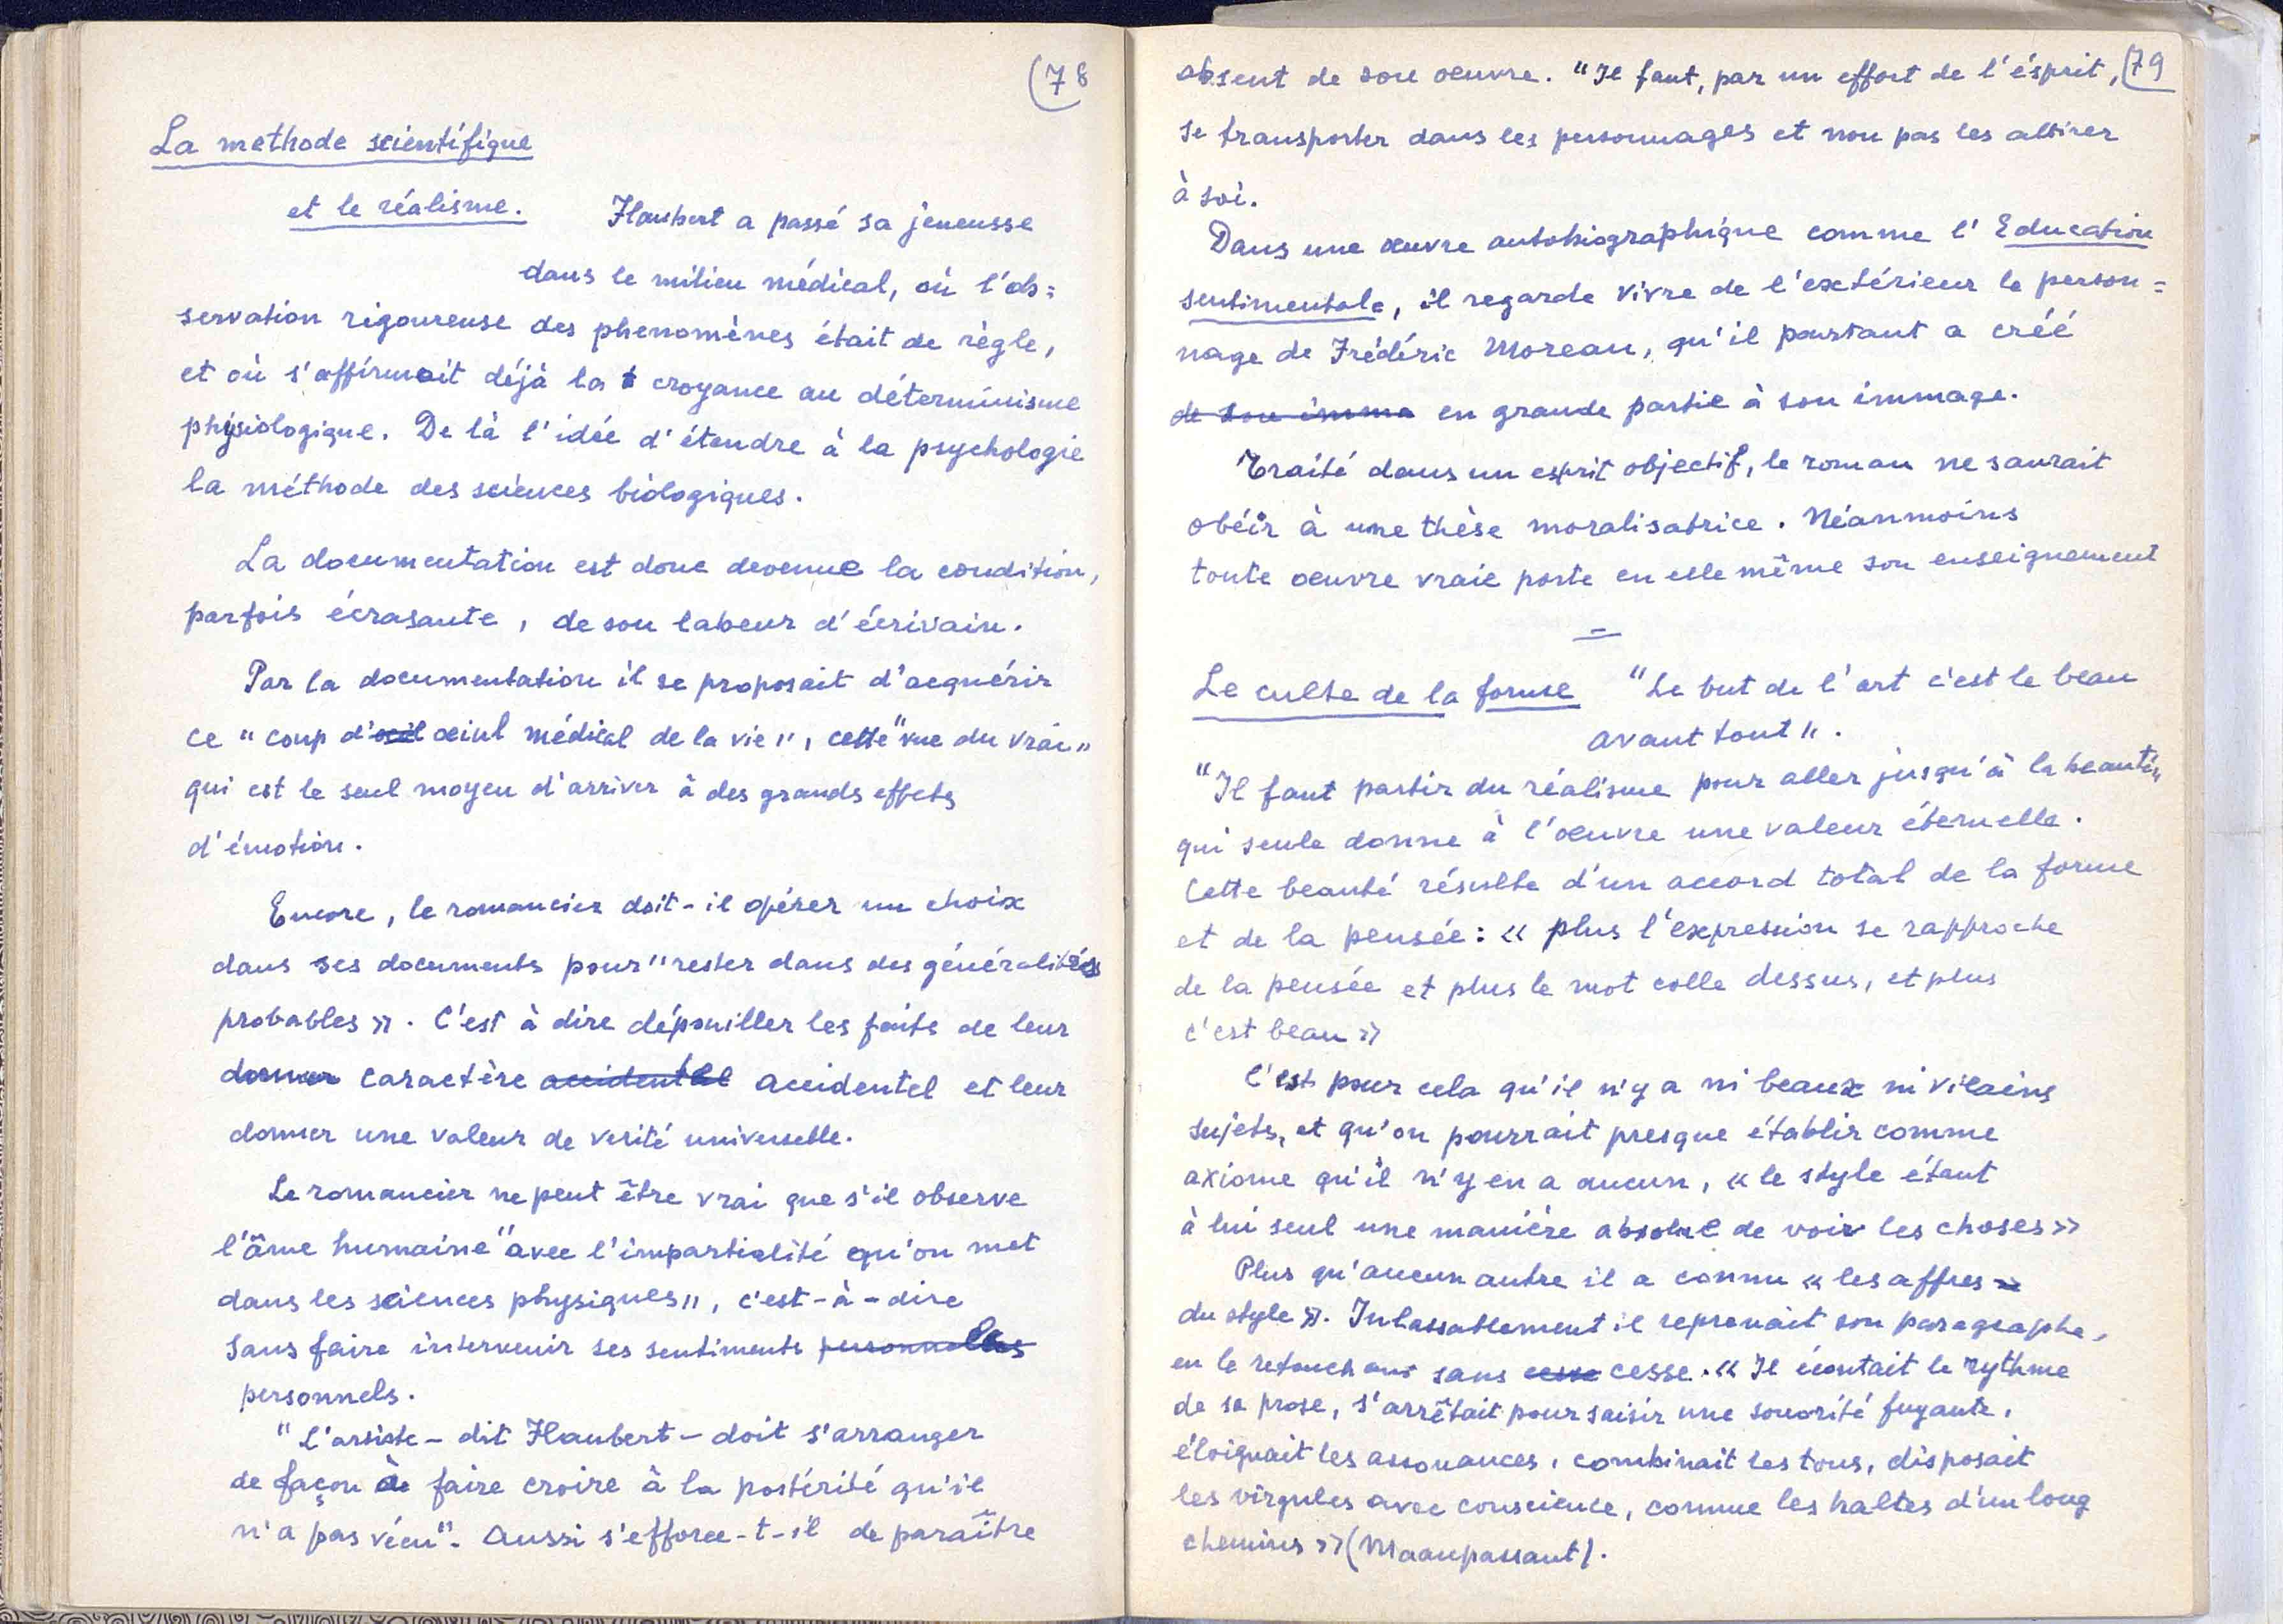 (78
La methode scientifique
et le réalisme. Flaubert a passé sa jeneusse
dans le milieu médical, où l'ob=
servation rigoureuse des phenomènes était de règle,
et où s'affirmait déjà la croyance au déterminisme
physiologique. De là l'idée d'étendre à la psychologie
la méthode des sciences biologiques.
La documentation est donc devenue la condition,
parfois écrasante, de son labeur d'écrivain.
Par la documentation il se proposait d'acquérir
ce "coup d'oeil oeiul médical de la vie", cette "vue du vrai"
qui est le seul moyen d'arriver à des grands effets
d'émotion.
Encore, le romancier doit-il opérer un choix
dans ses documents pour "rester dans des généralités
probables». C'est à dire dépouiller les faits de leur
donner caractère accidental accidentel et leur
donner une valeur de verité universelle.
Le romancier ne peut être vrai que s'il observe
l'âme humaine "avec l'impartialité qu'on met
dans les sciences physiques", c'est-à-dire
sans faire intervenir ses sentiments personnelles
personnels.
"L'artiste - dit Flaubert - doit s'arranger
de façon à faire croire à la postérité qu'il
n'a pas vécu". Aussi s'efforce-t-il de paraître
(79
absent de son oeuvre. "Il faut, par un effort de l'ésprit,
se transporter dans les personnages et non pas les attirer
à soi.
Dans une oeuvre autobiographique comme l'Education
sentimentale, il regarde vivre de l'extérieur le person=
nage de Frédéric Moreau, qu'il pourtant a créé
de son imma en grande partie à son immage.
Traité dans un esprit objectif, le roman ne saurait
obéir à une thèse moralisatrice. Néanmoins
toute oeuvre vraie porte en elle même son enseignement
Le culte de la forme "Le but de l'art c'est le beau
avant tout".
"Il faut partir du réalisme pour aller jusqu'à la beauté"
qui seule donne à l'oeuvre une valeur éternelle.
Cette beauté résulte d'un accord total de la forme
et de la pensée: «plus l'expression se rapproche
de la pensée et plus le mot colle dessus, et plus
c'est beau»
C'est pour cela qu'il n'y a ni beaux ni vilains
sujets, et qu'on pourrait presque établir comme
axiome qu'il n'y en a aucun, «le style étant
à lui seul une manière absolue de voir les choses»
Plus qu'aucun autre il a connu «les affres »
du style». Inlassablement il reprenait son paragraphe,
en le retouchant sans cesse cesse. «Il écoutait le rythme
de sa prose, s'arrêtait pour saisir une sonorité fuyante,
éloignait les assonances, combinait les tons, disposait
les virgules avec conscience, comme les haltes d'un long
chemins» (Maaupassant).